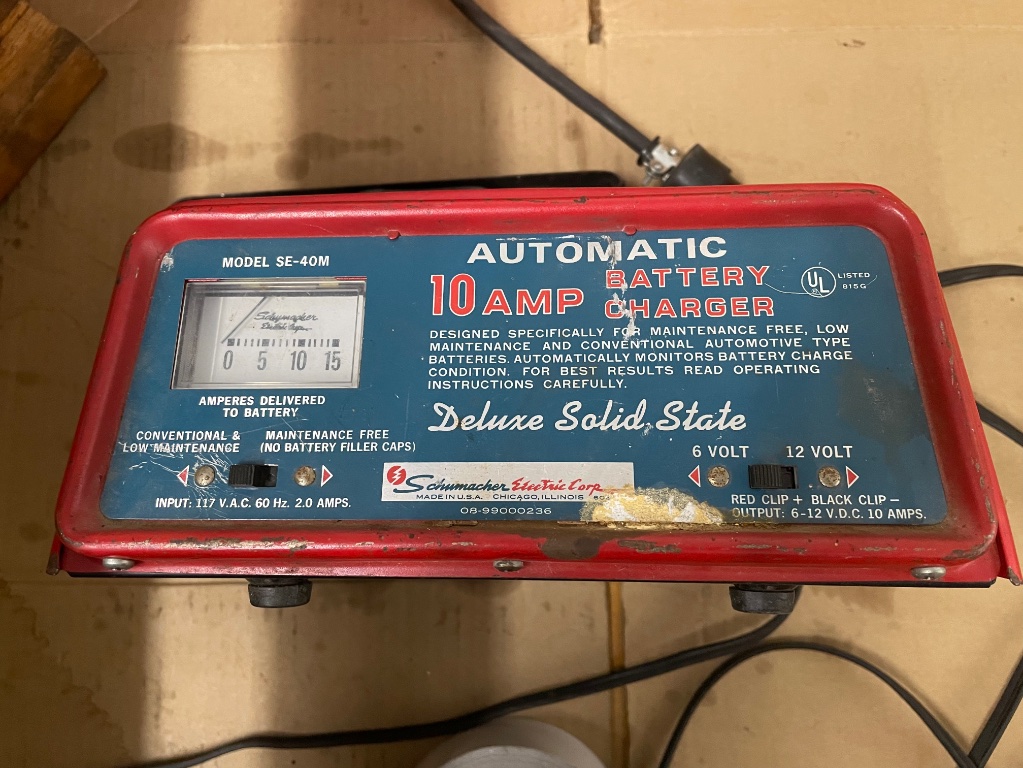 MODEL SE-40M
Schumacher
Electric Corp.
0 5 10 15
AMPERES DELIVERED
TO BATTERY
CONVENTIONAL &
LOW MAINTENANCE
MAINTENANCE FREE
(NO BATTERY FILLER CAPS)
INPUT: 117 V.A.C. 60 Hz. 2.0 AMPS.
AUTOMATIC
10 AMP BATTERY
CHARGER
UL
LISTED
815G
DESIGNED SPECIFICALLY FOR MAINTENANCE FREE, LOW
MAINTENANCE AND CONVENTIONAL AUTOMOTIVE TYPE
BATTERIES. AUTOMATICALLY MONITORS BATTERY CHARGE
CONDITION. FOR BEST RESULTS READ OPERATING
INSTRUCTIONS CAREFULLY.
Deluxe Solid State
Schumacher Electric Corp.
MADE IN U.S.A. CHICAGO, ILLINOIS
08-99000236
6 VOLT 12 VOLT
RED CLIP + BLACK CLIP -
OUTPUT: 6-12 V.D.C. 10 AMPS.